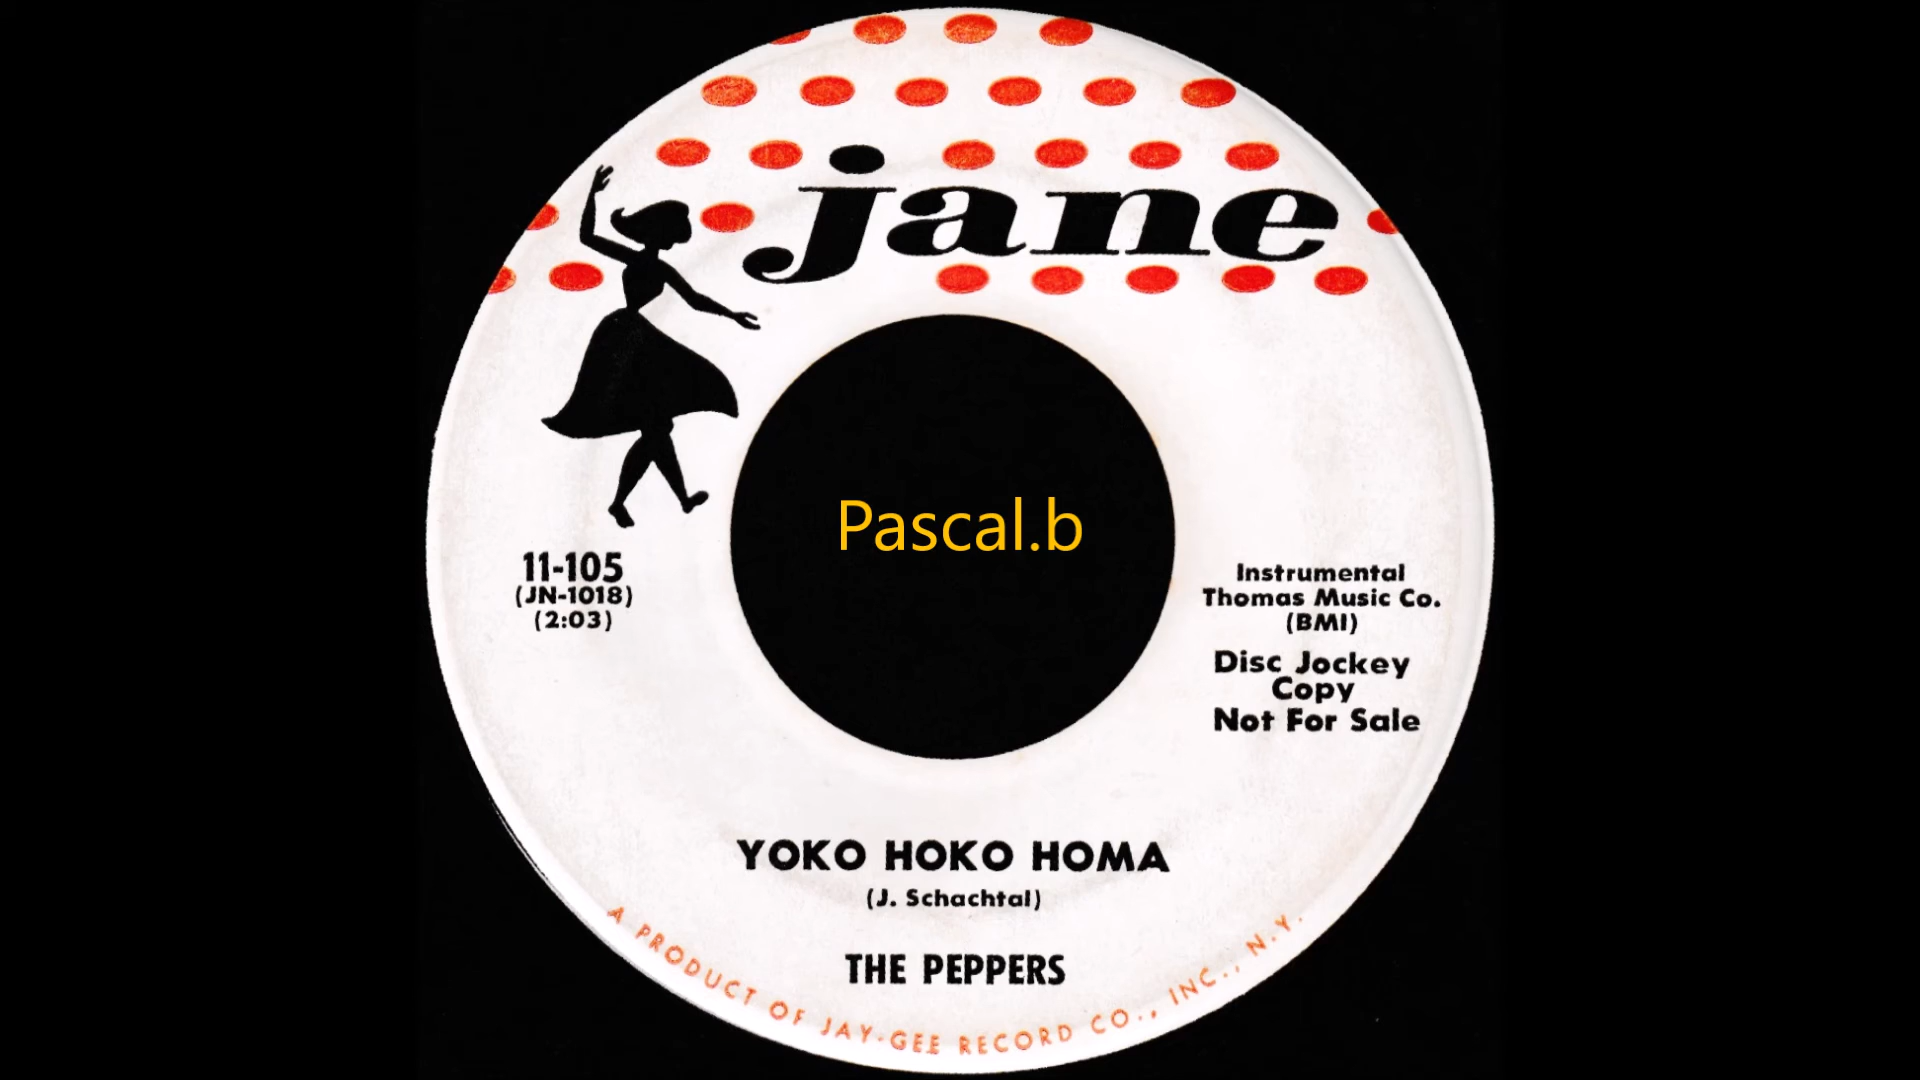 jane
Pascal.b
11-105
(JN-1018)
(2:03)
Instrumental
Thomas Music Co.
(BMI)
Disc Jockey
Copy
Not For Sale
YOKO HOKO HOMA
(J. Schachtal)
THE PEPPERS
A PRODUCT OF JAY-GEE RECORD CO., INC., N.Y.